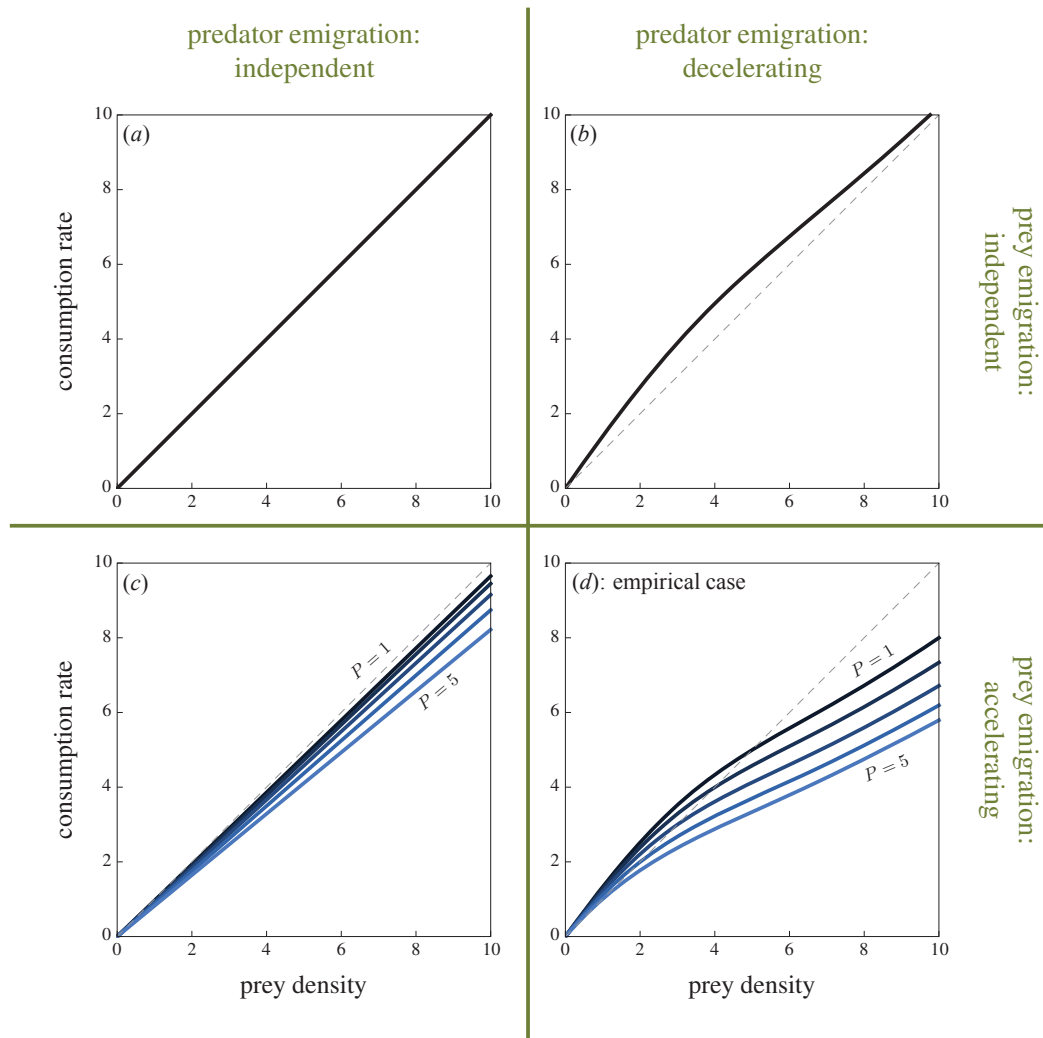 predator emigration:
independent
predator emigration:
decelerating
(a)
10
8
6
4
2
0
0
2
4
6
8
10
consumption rate
(b)
10
8
6
4
2
0
0
2
4
6
8
10
prey emigration:
independent
(c)
10
8
6
4
2
0
0
2
4
6
8
10
P = 1
P = 5
consumption rate
prey density
(d): empirical case
10
8
6
4
2
0
0
2
4
6
8
10
P = 1
P = 5
prey density
prey emigration:
accelerating